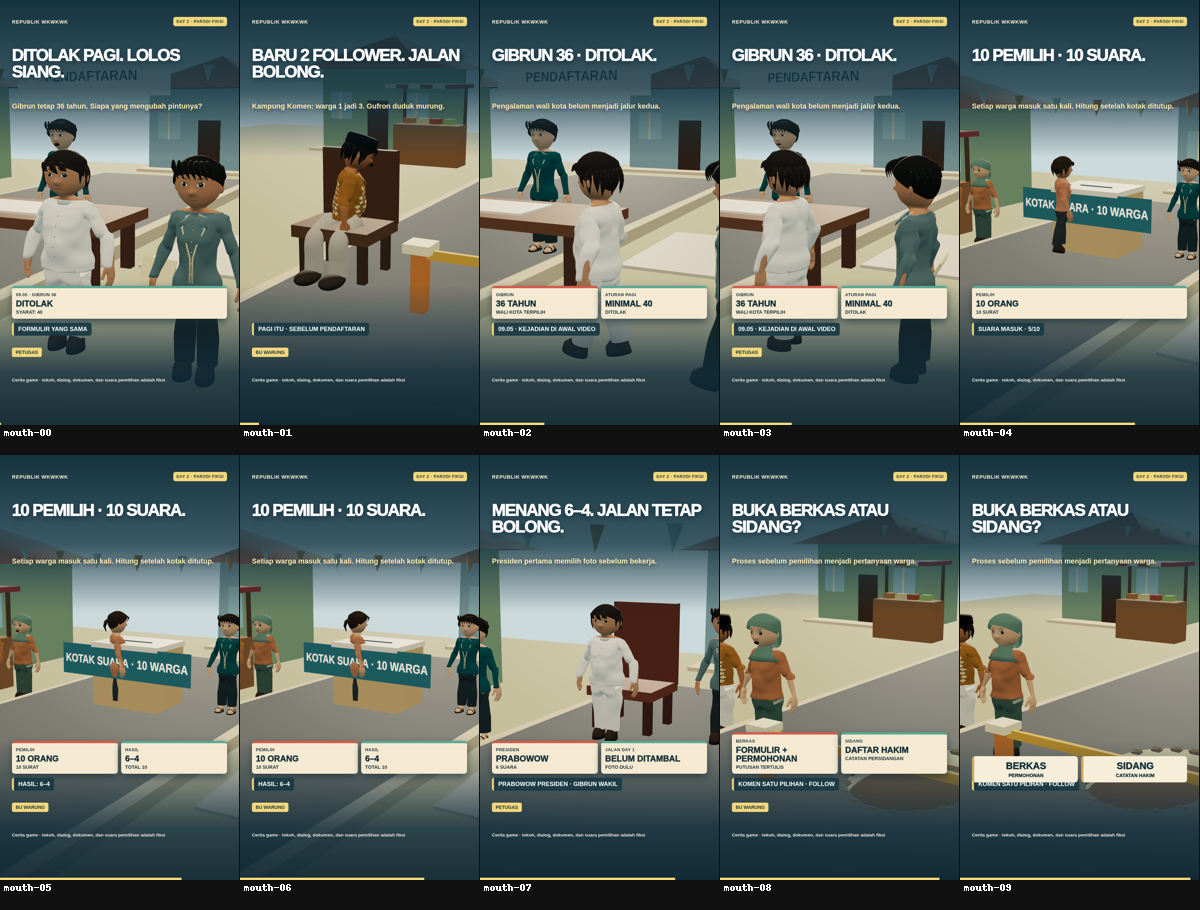 REPUBLIK WKWKWK
DAY 2 · PARODI FIKSI
DITOLAK PAGI. LOLOS
SIANG.
PENDAFTARAN
Gibrun tetap 36 tahun. Siapa yang mengubah pintunya?
09.05 · GIBRUN 36
DITOLAK
SYARAT: 40
FORMULIR YANG SAMA
PETUGAS
Cerita game · tokoh, dialog, dokumen, dan suara pemilihan adalah fiksi
mouth-00
REPUBLIK WKWKWK
DAY 2 · PARODI FIKSI
BARU 2 FOLLOWER. JALAN
BOLONG.
Kampung Komen: warga 1 jadi 3. Gufron duduk murung.
PAGI ITU · SEBELUM PENDAFTARAN
BU WARUNG
Cerita game · tokoh, dialog, dokumen, dan suara pemilihan adalah fiksi
mouth-01
REPUBLIK WKWKWK
DAY 2 · PARODI FIKSI
GIBRUN 36 · DITOLAK.
PENDAFTARAN
Pengalaman wali kota belum menjadi jalur kedua.
GIBRUN
36 TAHUN
WALI KOTA TERPILIH
ATURAN PAGI
MINIMAL 40
DITOLAK
09.05 · KEJADIAN DI AWAL VIDEO
Cerita game · tokoh, dialog, dokumen, dan suara pemilihan adalah fiksi
mouth-02
REPUBLIK WKWKWK
DAY 2 · PARODI FIKSI
GIBRUN 36 · DITOLAK.
PENDAFTARAN
Pengalaman wali kota belum menjadi jalur kedua.
GIBRUN
36 TAHUN
WALI KOTA TERPILIH
ATURAN PAGI
MINIMAL 40
DITOLAK
09.05 · KEJADIAN DI AWAL VIDEO
PETUGAS
Cerita game · tokoh, dialog, dokumen, dan suara pemilihan adalah fiksi
mouth-03
REPUBLIK WKWKWK
DAY 2 · PARODI FIKSI
10 PEMILIH · 10 SUARA.
Setiap warga masuk satu kali. Hitung setelah kotak ditutup.
KOTAK SUARA · 10 WARGA
PEMILIH
10 ORANG
10 SURAT
SUARA MASUK · 5/10
Cerita game · tokoh, dialog, dokumen, dan suara pemilihan adalah fiksi
mouth-04
REPUBLIK WKWKWK
DAY 2 · PARODI FIKSI
10 PEMILIH · 10 SUARA.
Setiap warga masuk satu kali. Hitung setelah kotak ditutup.
KOTAK SUARA · 10 WARGA
PEMILIH
10 ORANG
10 SURAT
HASIL
6–4
TOTAL 10
HASIL: 6–4
BU WARUNG
Cerita game · tokoh, dialog, dokumen, dan suara pemilihan adalah fiksi
mouth-05
REPUBLIK WKWKWK
DAY 2 · PARODI FIKSI
10 PEMILIH · 10 SUARA.
Setiap warga masuk satu kali. Hitung setelah kotak ditutup.
KOTAK SUARA · 10 WARGA
PEMILIH
10 ORANG
10 SURAT
HASIL
6–4
TOTAL 10
HASIL: 6–4
BU WARUNG
Cerita game · tokoh, dialog, dokumen, dan suara pemilihan adalah fiksi
mouth-06
REPUBLIK WKWKWK
DAY 2 · PARODI FIKSI
MENANG 6–4. JALAN TETAP
BOLONG.
Presiden pertama memilih foto sebelum bekerja.
PRESIDEN
PRABOWOW
6 SUARA
JALAN DAY 1
BELUM DITAMBAL
FOTO DULU
PRABOWOW PRESIDEN · GIBRUN WAKIL
PETUGAS
Cerita game · tokoh, dialog, dokumen, dan suara pemilihan adalah fiksi
mouth-07
REPUBLIK WKWKWK
DAY 2 · PARODI FIKSI
BUKA BERKAS ATAU
SIDANG?
Proses sebelum pemilihan menjadi pertanyaan warga.
BERKAS
FORMULIR +
PERMOHONAN
PUTUSAN TERTULIS
SIDANG
DAFTAR HAKIM
CATATAN PERSIDANGAN
KOMEN SATU PILIHAN · FOLLOW
BU WARUNG
Cerita game · tokoh, dialog, dokumen, dan suara pemilihan adalah fiksi
mouth-08
REPUBLIK WKWKWK
DAY 2 · PARODI FIKSI
BUKA BERKAS ATAU
SIDANG?
Proses sebelum pemilihan menjadi pertanyaan warga.
BERKAS
PERMOHONAN
SIDANG
CATATAN HAKIM
KOMEN SATU PILIHAN · FOLLOW
Cerita game · tokoh, dialog, dokumen, dan suara pemilihan adalah fiksi
mouth-09